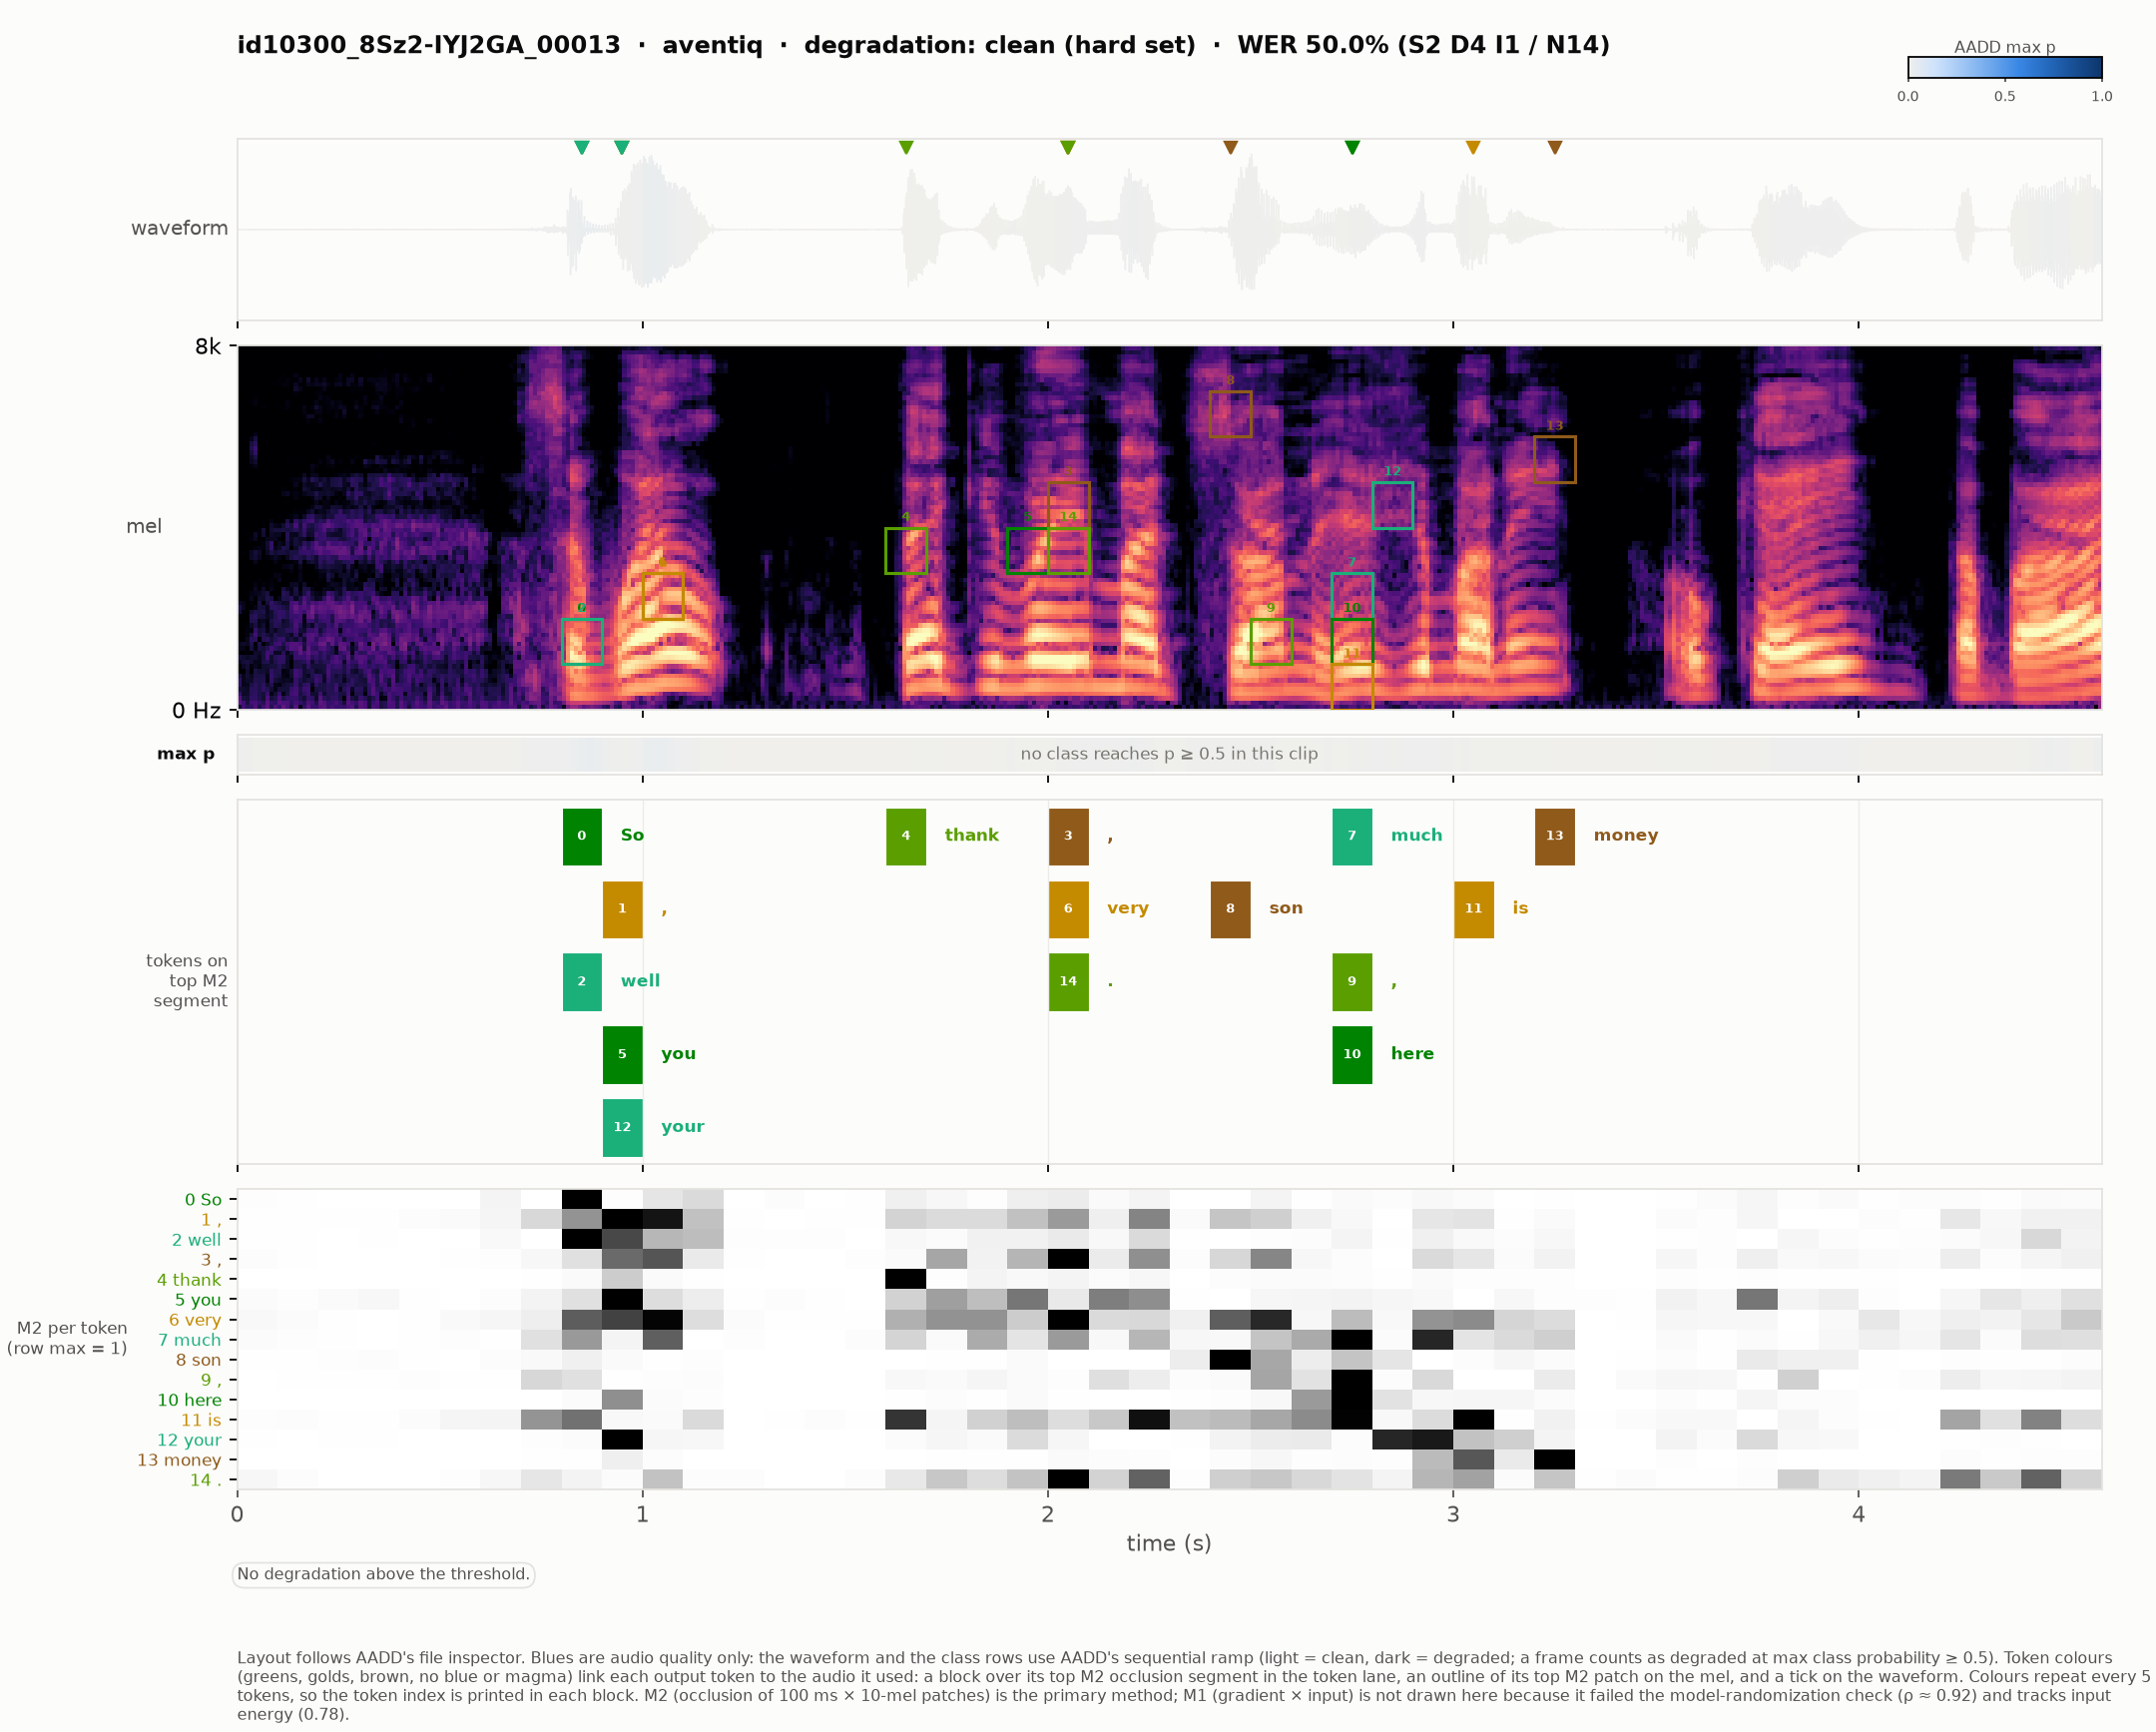 id10300_8Sz2-IYJ2GA_00013 · aventiq · degradation: clean (hard set) · WER 50.0% (S2 D4 I1 / N14)
AADD max p
0.0 0.5 1.0
waveform
8k
mel
0 Hz
8
13
12
4
14
7
9
10
11
max p
no class reaches p ≥ 0.5 in this clip
0 So 4 thank 3 , 7 much 13 money
1 , 6 very 8 son 11 is
tokens on
top M2
segment
2 well 14 . 9 ,
5 you 10 here
12 your
M2 per token
(row max = 1)
0 So
1 ,
2 well
3 ,
4 thank
5 you
6 very
7 much
8 son
9 ,
10 here
11 is
12 your
13 money
14 .
0 1 2 3 4
time (s)
No degradation above the threshold.
Layout follows AADD's file inspector. Blues are audio quality only: the waveform and the class rows use AADD's sequential ramp (light = clean, dark = degraded; a frame counts as degraded at max class probability ≥ 0.5). Token colours
(greens, golds, brown, no blue or magma) link each output token to the audio it used: a block over its top M2 occlusion segment in the token lane, an outline of its top M2 patch on the mel, and a tick on the waveform. Colours repeat every 5
tokens, so the token index is printed in each block. M2 (occlusion of 100 ms × 10-mel patches) is the primary method; M1 (gradient × input) is not drawn here because it failed the model-randomization check (ρ ≈ 0.92) and tracks input
energy (0.78).